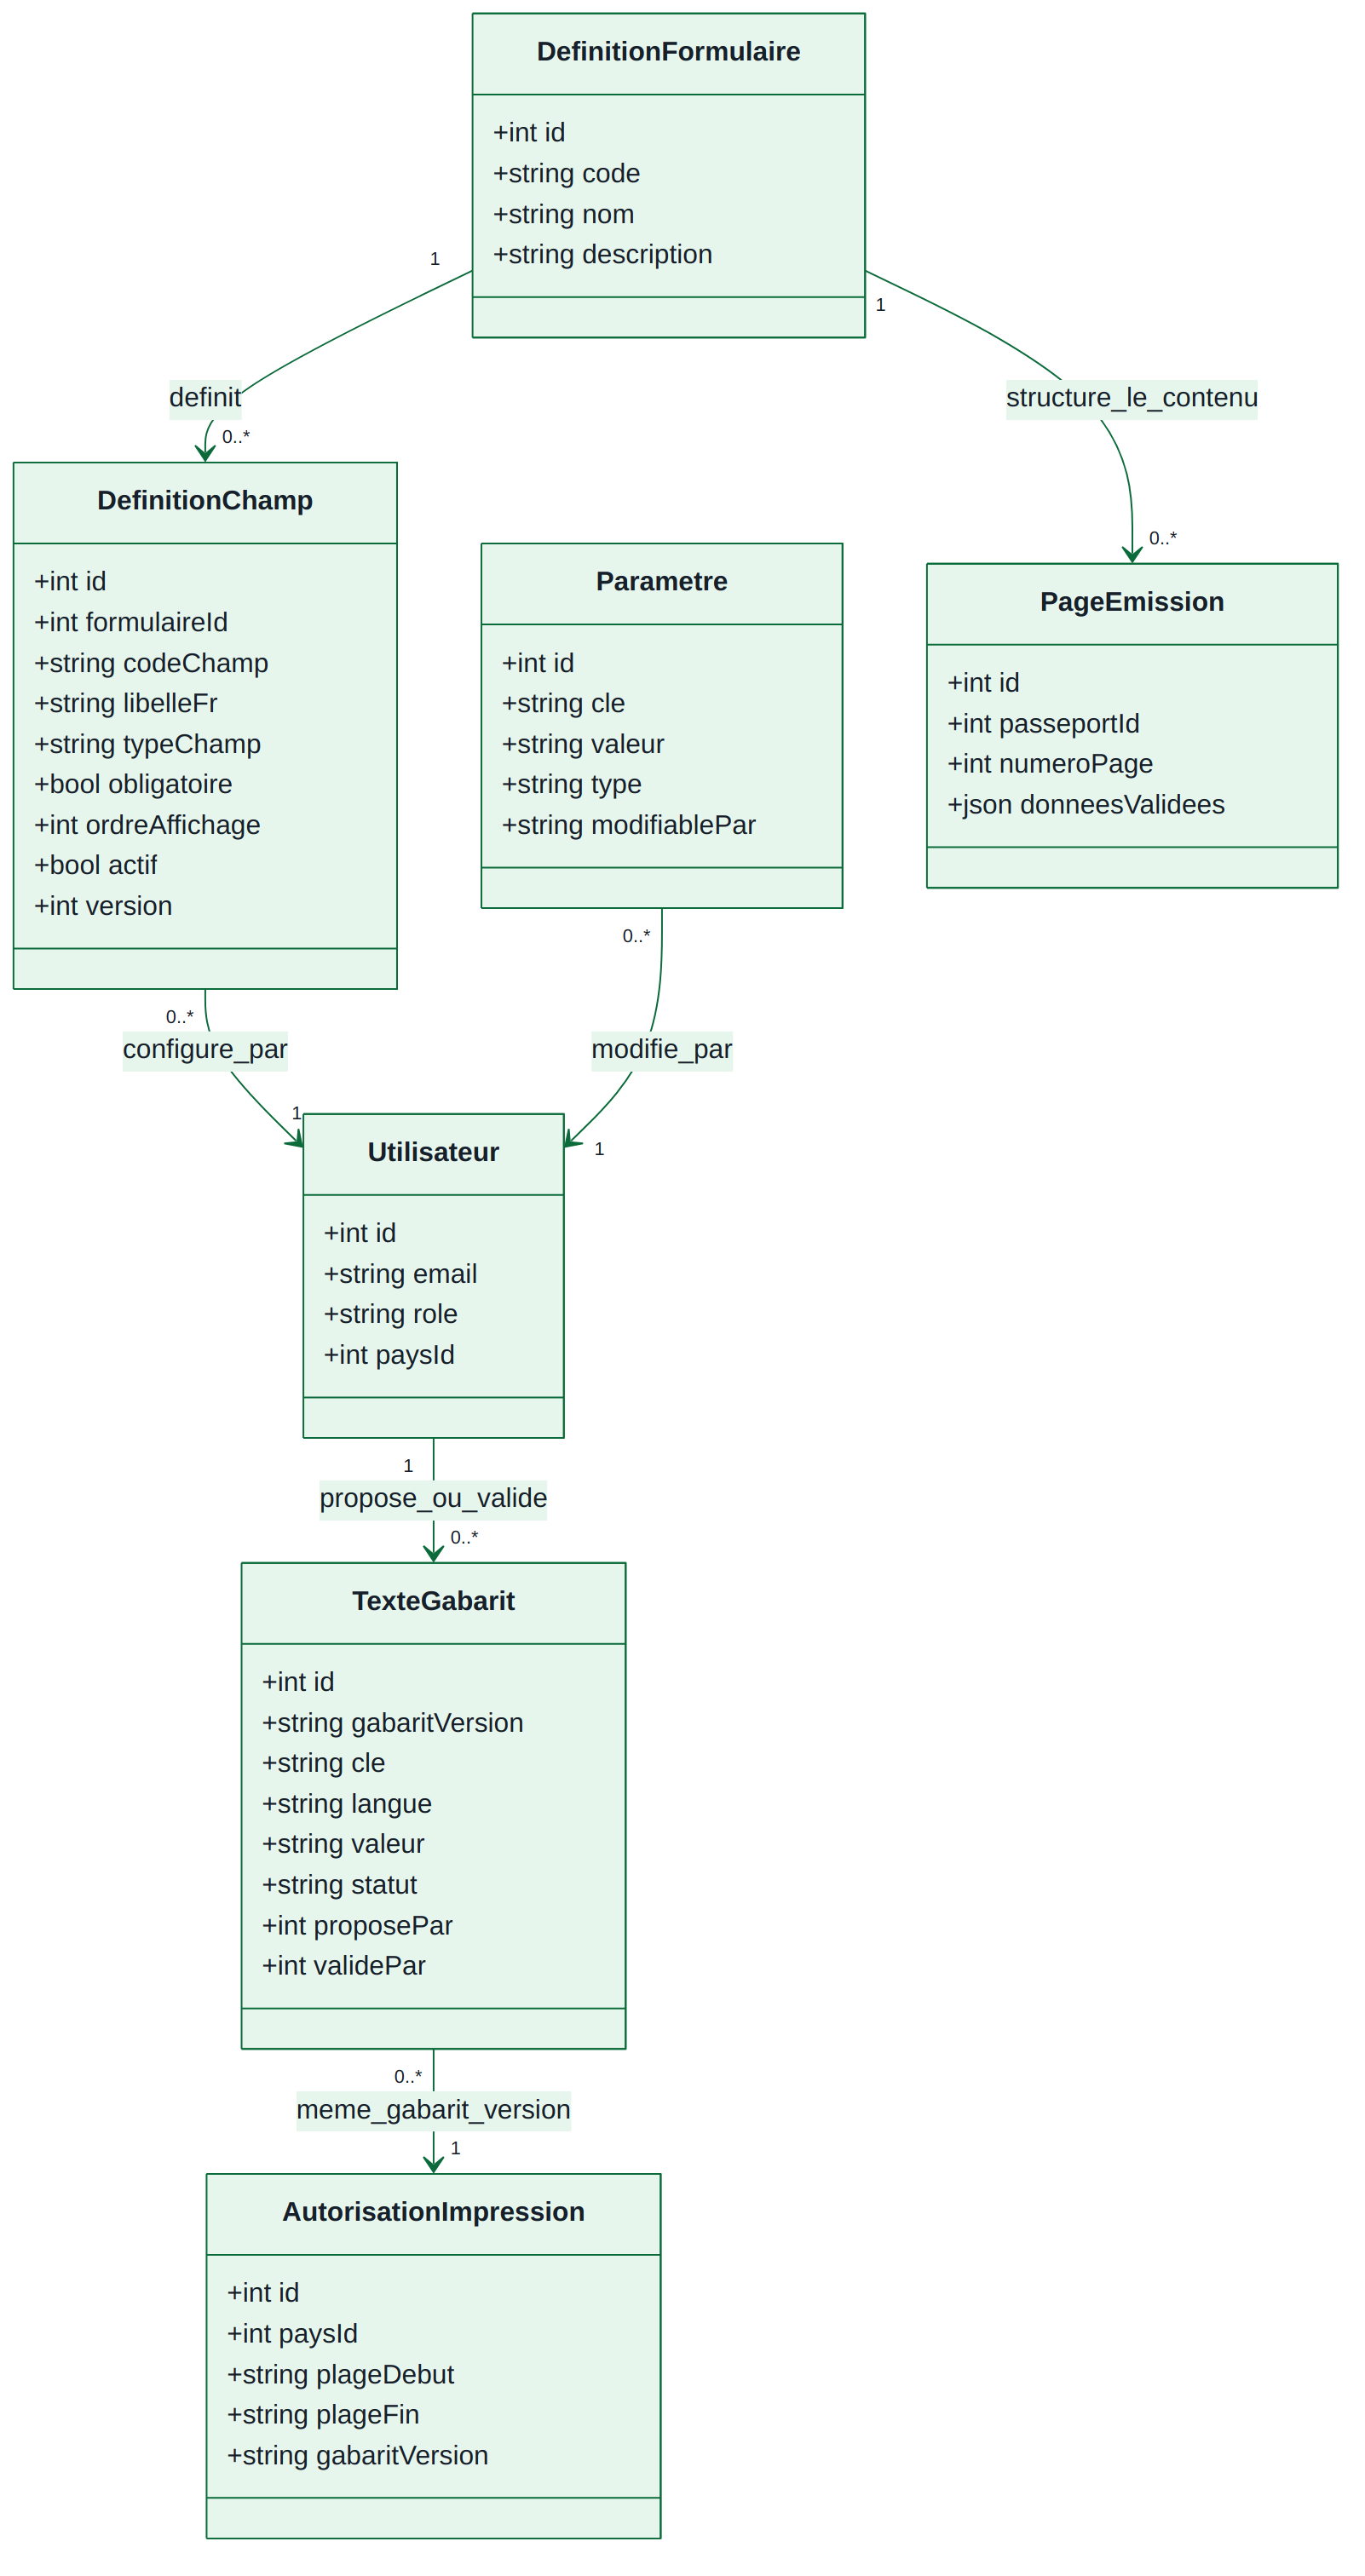 DefinitionFormulaire
+int id
+string code
+string nom
+string description
1
1
definit
0..*
structure_le_contenu
0..*
DefinitionChamp
+int id
+int formulaireId
+string codeChamp
+string libelleFr
+string typeChamp
+bool obligatoire
+int ordreAffichage
+bool actif
+int version
Parametre
+int id
+string cle
+string valeur
+string type
+string modifiablePar
PageEmission
+int id
+int passeportId
+int numeroPage
+json donneesValidees
0..*
configure_par
1
0..*
modifie_par
1
Utilisateur
+int id
+string email
+string role
+int paysId
1
propose_ou_valide
0..*
TexteGabarit
+int id
+string gabaritVersion
+string cle
+string langue
+string valeur
+string statut
+int proposePar
+int validePar
0..*
meme_gabarit_version
1
AutorisationImpression
+int id
+int paysId
+string plageDebut
+string plageFin
+string gabaritVersion